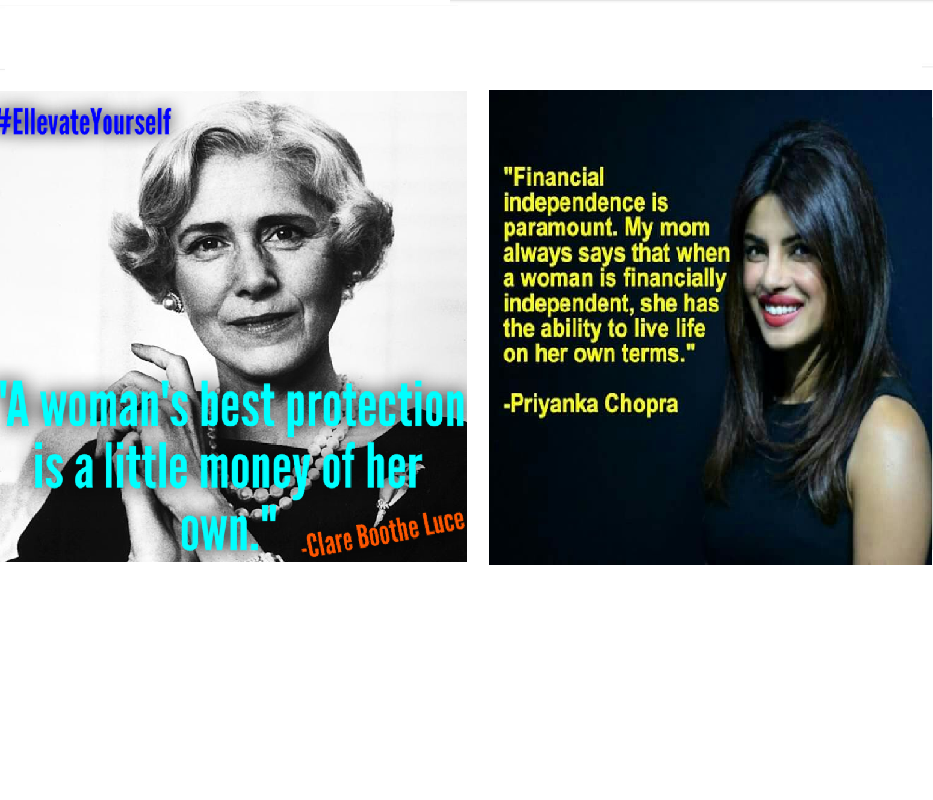 #EllevateYourself
"A woman's best protection
is a little money of her
own."
-Clare Boothe Luce
"Financial
independence is
paramount. My mom
always says that when
a woman is financially
independent, she has
the ability to live life
on her own terms."
-Priyanka Chopra